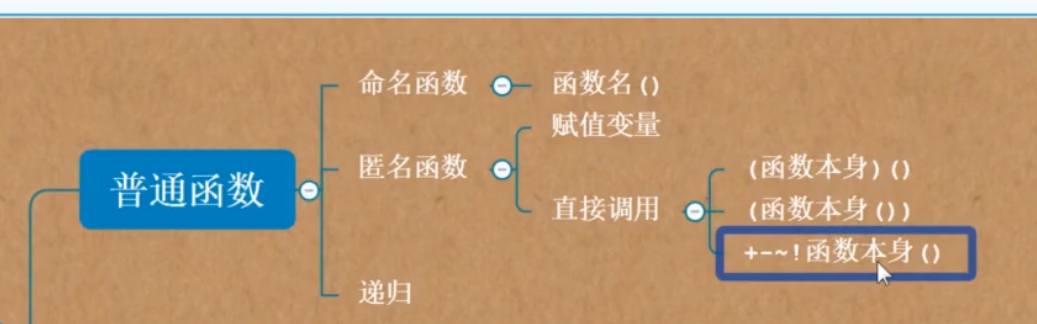 普通函数
命名函数
函数名()
匿名函数
赋值变量
直接调用
(函数本身)()
(函数本身())
+-~!函数本身()
递归